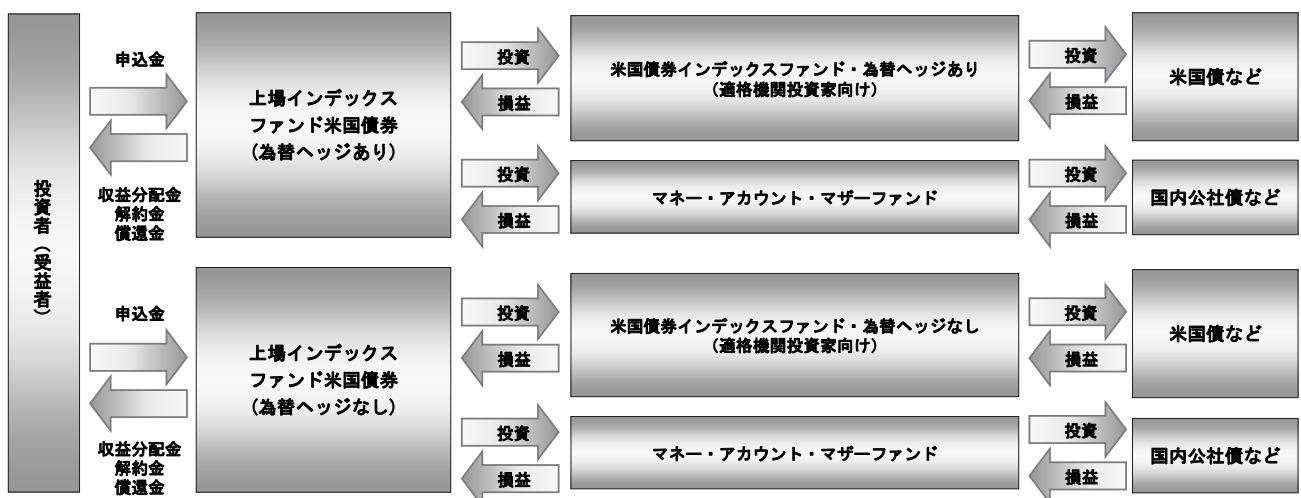 投資者（受益者）
申込金
収益分配金
解約金
償還金
上場インデックス
ファンド米国債券
(為替ヘッジあり)
投資
損益
米国債券インデックスファンド・為替ヘッジあり
(適格機関投資家向け)
投資
損益
米国債など
投資
損益
マネー・アカウント・マザーファンド
投資
損益
国内公社債など
申込金
収益分配金
解約金
償還金
上場インデックス
ファンド米国債券
(為替ヘッジなし)
投資
損益
米国債券インデックスファンド・為替ヘッジなし
(適格機関投資家向け)
投資
損益
米国債など
投資
損益
マネー・アカウント・マザーファンド
投資
損益
国内公社債など